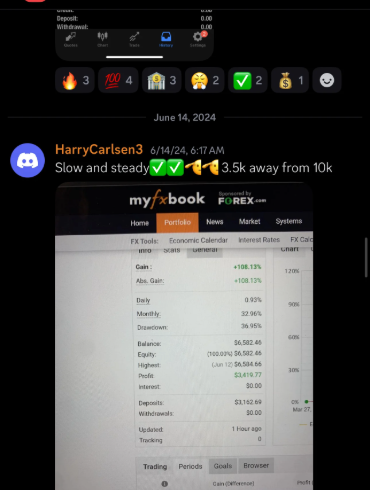 Deposit: 0.00
Withdrawal: 0.00
Quotes Chart Trade History Settings
3 4 3 2 2 1
June 14, 2024
HarryCarlsen3 6/14/24, 6:17 AM
Slow and steady 3.5k away from 10k
myfxbook Sponsored by FOREX.com
Home Portfolio News Market Systems
FX Tools: Economic Calendar Interest Rates FX Calc
Info Stats General Chart
Gain : +108.13%
Abs. Gain: +108.13%
Daily 0.93%
Monthly: 32.96%
Drawdown: 36.95%
Balance: $6,582.46
Equity: (100.00%) $6,582.46
Highest: (Jun 12) $6,584.66
Profit: $3,419.77
Interest: $0.00
Deposits: $3,162.69
Withdrawals: $0.00
Updated: 1 Hour ago
Tracking 0
120%
90%
60%
30%
0%
Mar 27,
Trading Periods Goals Browser
Gain (Difference) Profit